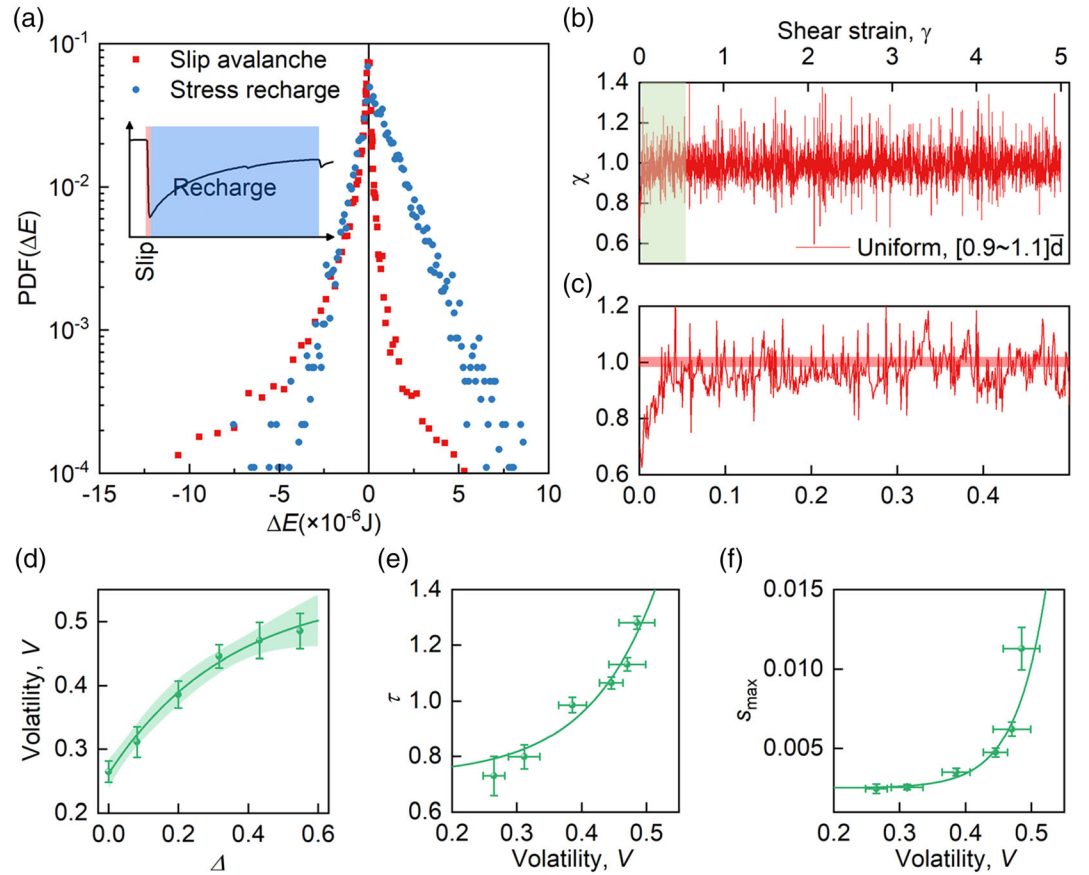 (a)
10⁻¹
10⁻²
10⁻³
10⁻⁴
PDF(ΔE)
Slip avalanche
Stress recharge
Recharge
Slip
-15
-10
-5
0
5
10
ΔE(×10⁻⁶J)
(b)
Shear strain, γ
0
1
2
3
4
5
1.4
1.2
1.0
0.8
0.6
χ
Uniform, [0.9~1.1]d̅
(c)
1.2
1.0
0.8
0.6
0.0
0.1
0.2
0.3
0.4
(d)
0.5
0.4
0.3
0.2
Volatility, V
0.0
0.2
0.4
0.6
Δ
(e)
1.4
1.2
1.0
0.8
0.6
τ
0.2
0.3
0.4
0.5
Volatility, V
(f)
0.015
0.010
0.005
sₘₐₓ
0.2
0.3
0.4
0.5
Volatility, V